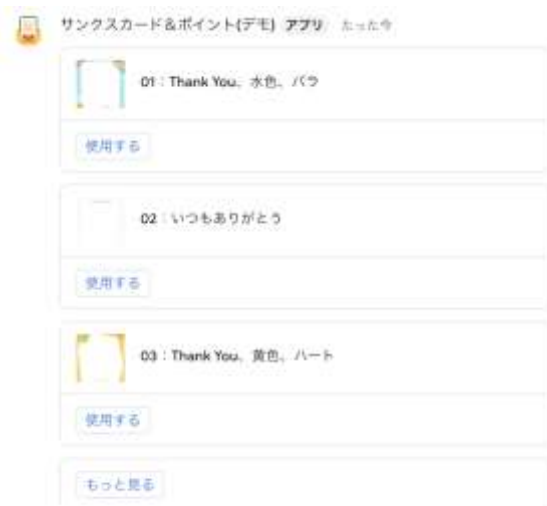 サンクスカード&ポイント(デモ) アプリ たった今
01：Thank You、水色、バラ
使用する
02：いつもありがとう
使用する
03：Thank You、黄色、ハート
使用する
もっと見る